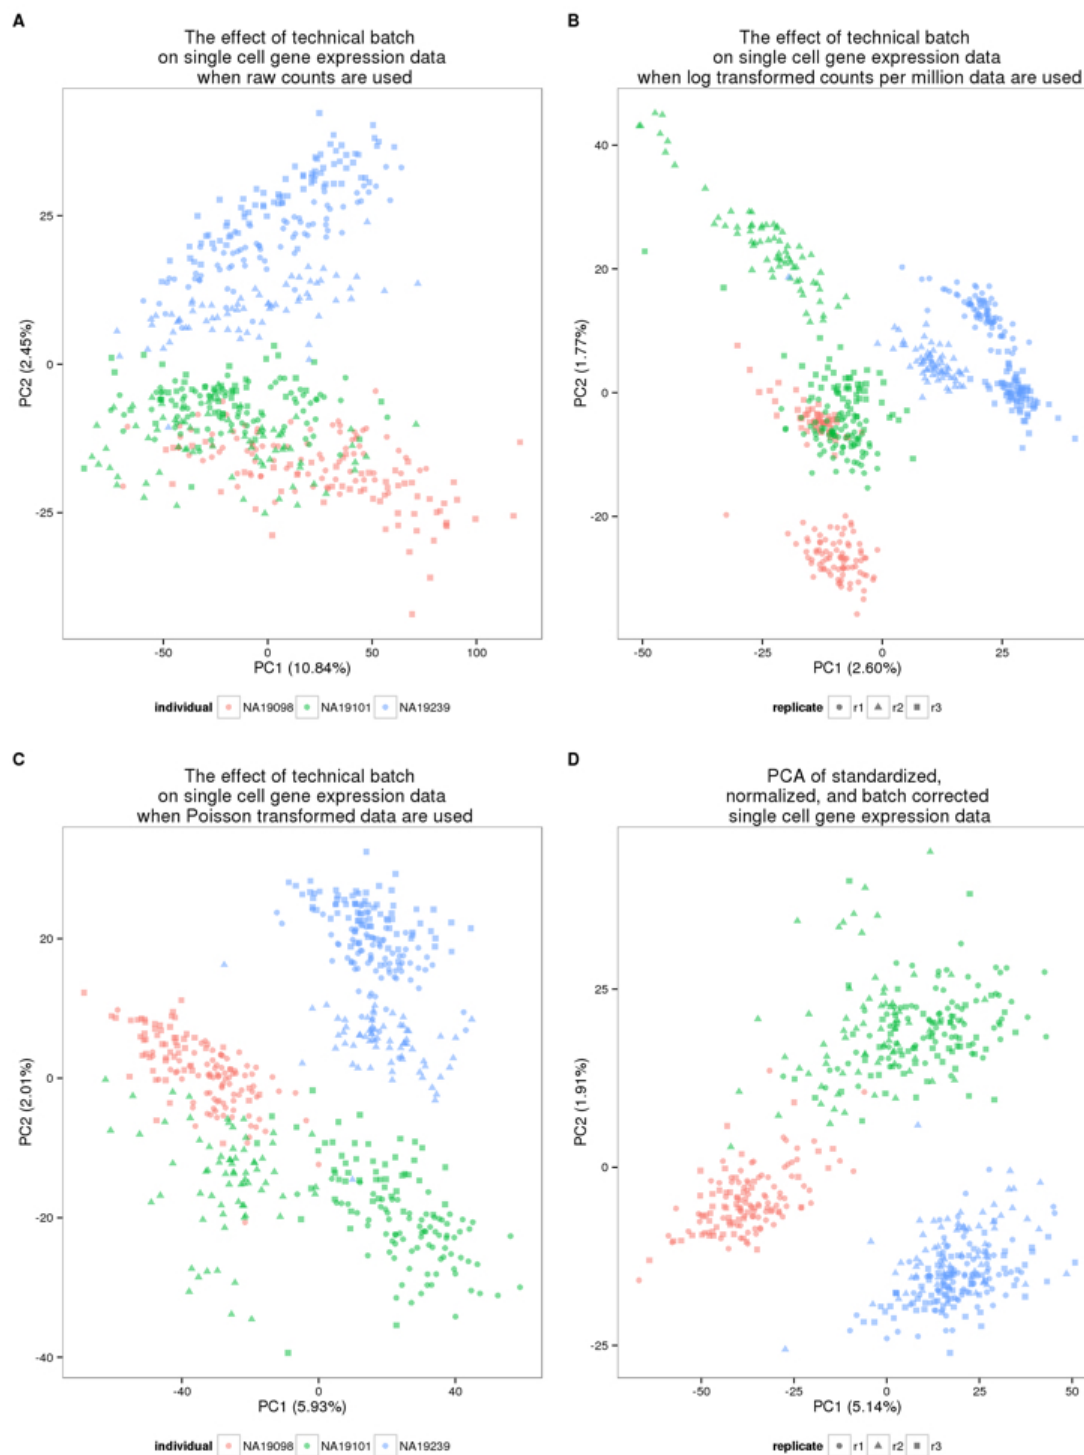 A
The effect of technical batch
on single cell gene expression data
when raw counts are used
25
0
-25
PC2 (2.45%)
-50
0
50
100
PC1 (10.84%)
individual NA19098 NA19101 NA19239
B
The effect of technical batch
on single cell gene expression data
when log transformed counts per million data are used
40
20
0
-20
PC2 (1.77%)
-50
-25
0
25
PC1 (2.60%)
replicate r1 r2 r3
C
The effect of technical batch
on single cell gene expression data
when Poisson transformed data are used
20
0
-20
-40
PC2 (2.01%)
-40
0
40
PC1 (5.93%)
individual NA19098 NA19101 NA19239
D
PCA of standardized,
normalized, and batch corrected
single cell gene expression data
25
0
-25
PC2 (1.91%)
-50
-25
0
25
50
PC1 (5.14%)
replicate r1 r2 r3